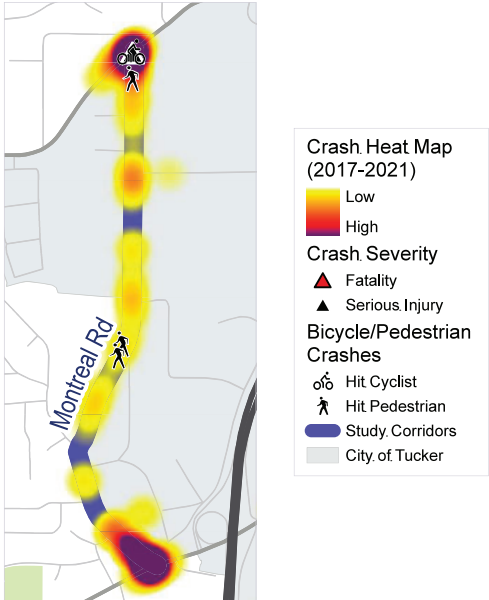 Montreal Rd
Crash Heat Map
(2017-2021)
Low
High
Crash Severity
Fatality
Serious Injury
Bicycle/Pedestrian
Crashes
Hit Cyclist
Hit Pedestrian
Study Corridors
City of Tucker